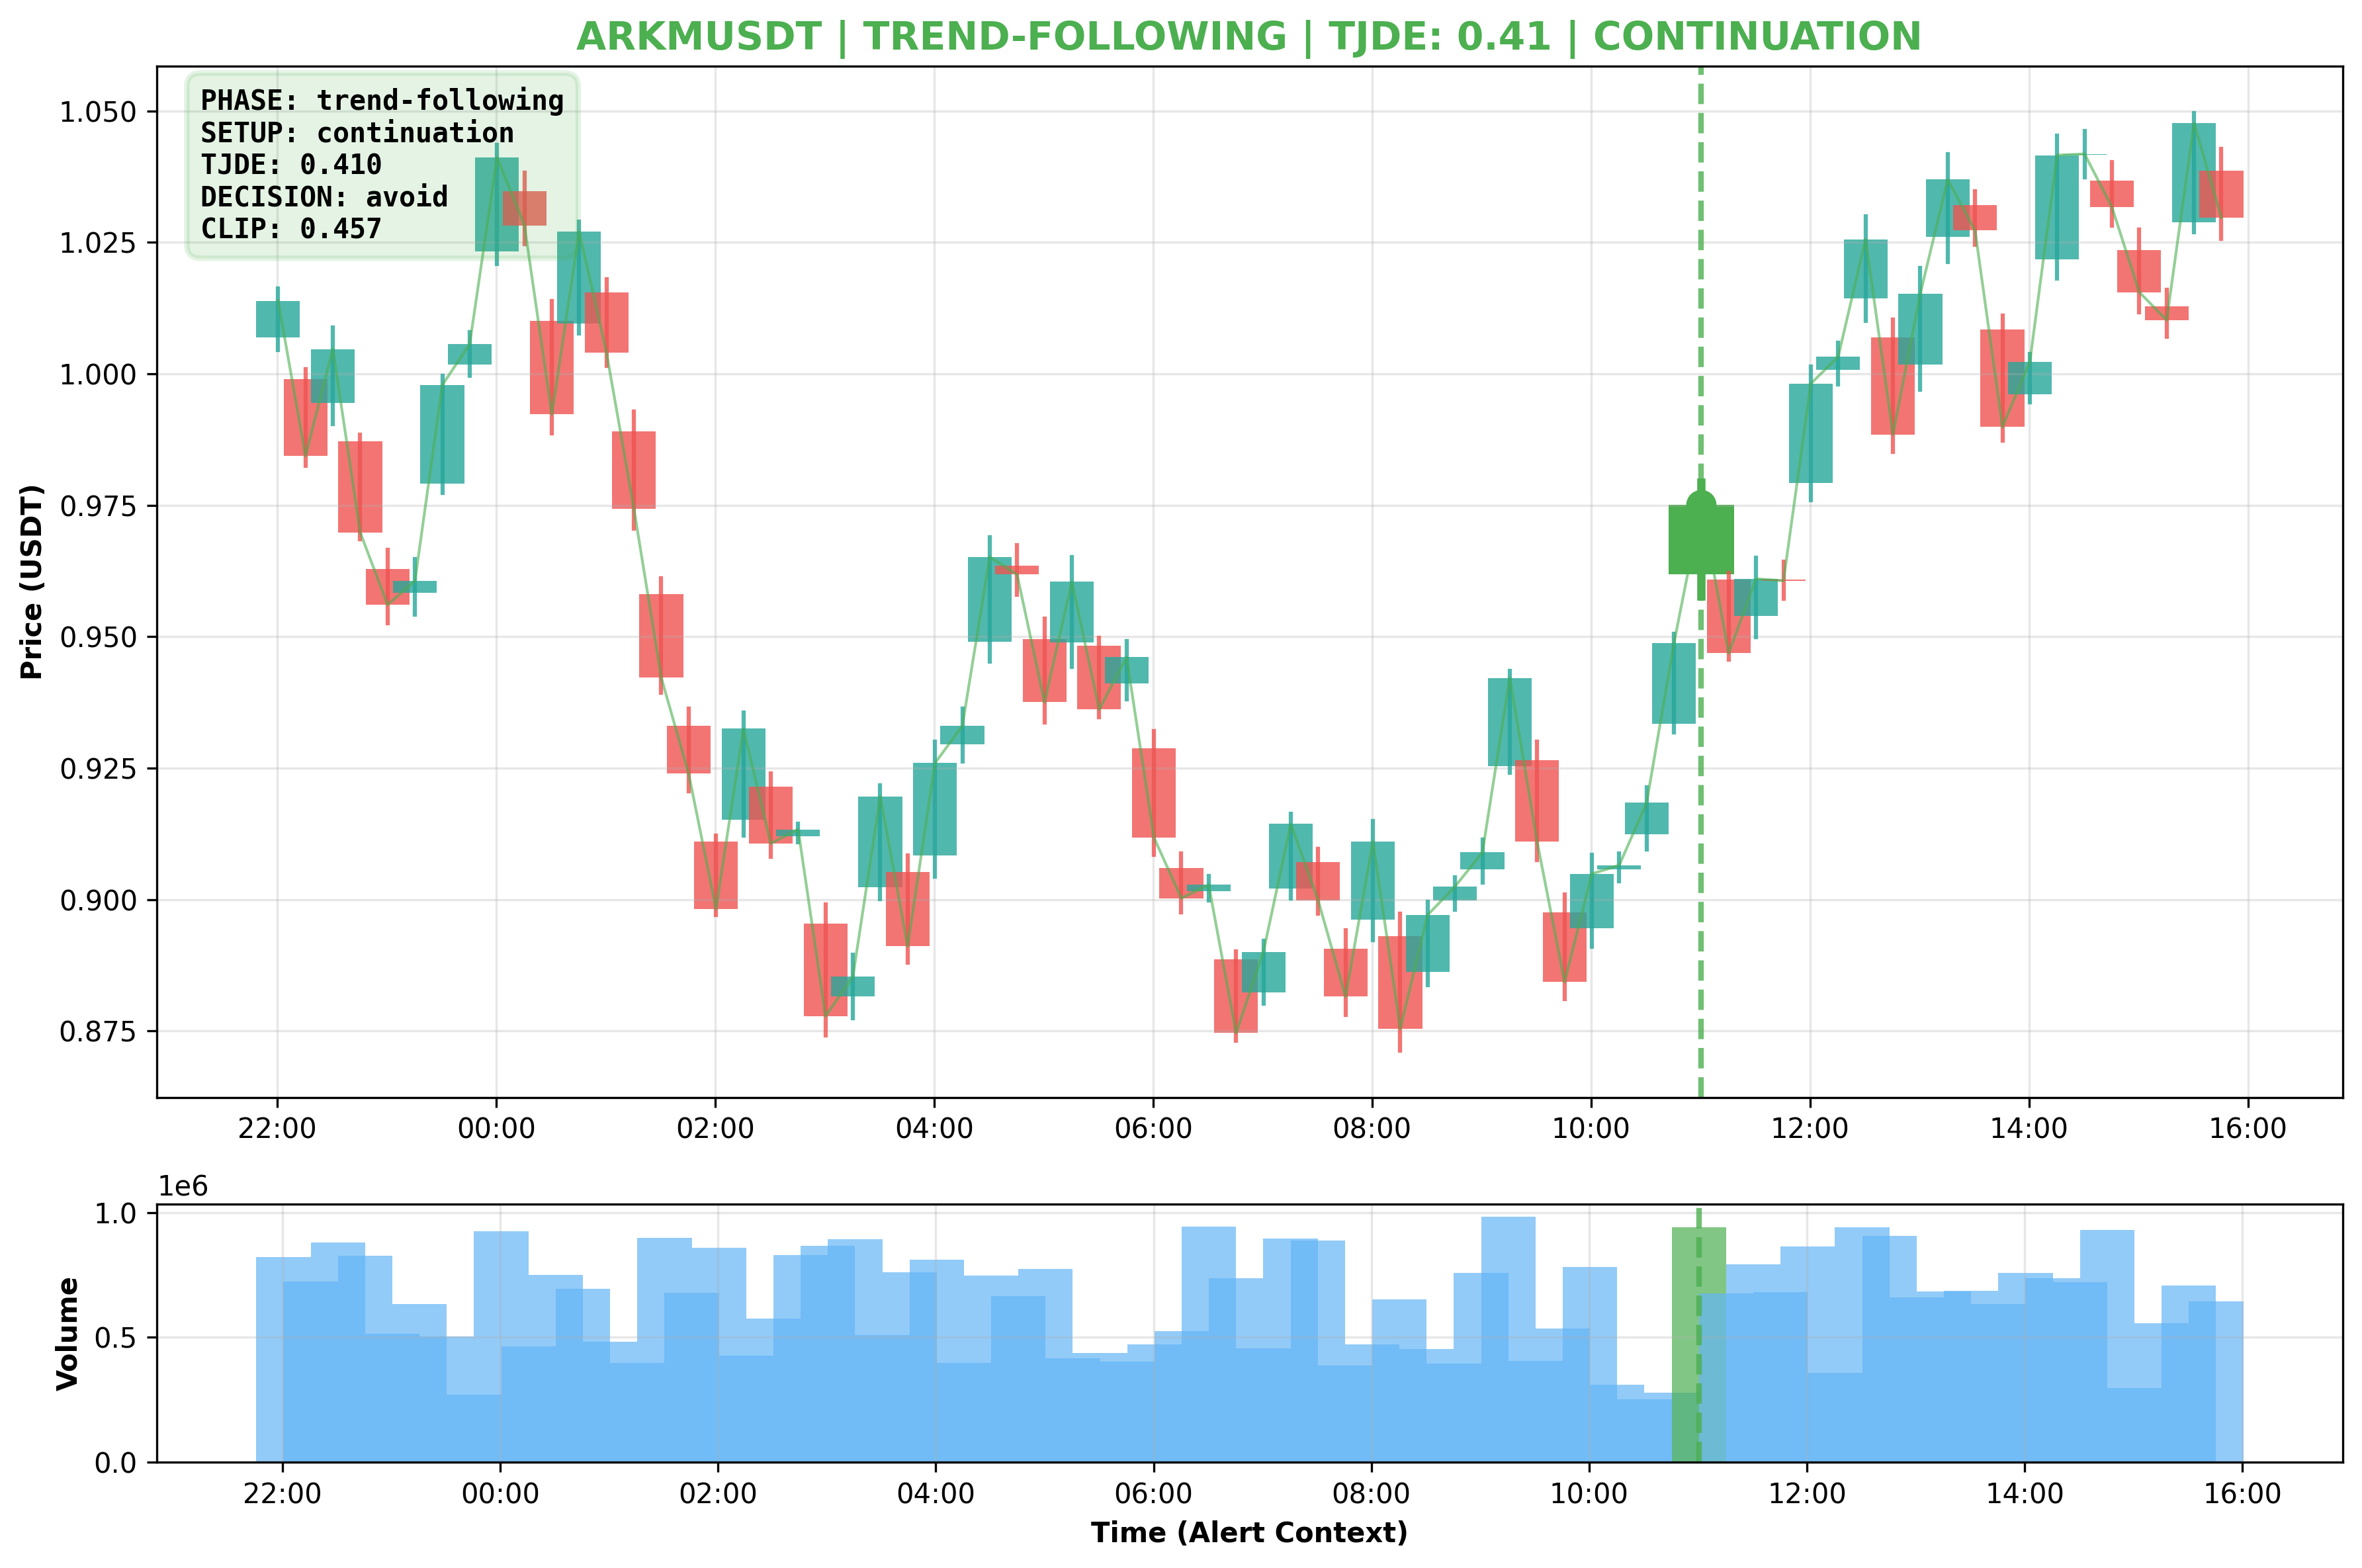 ARKMUSDT | TREND-FOLLOWING | TJDE: 0.41 | CONTINUATION
PHASE: trend-following
SETUP: continuation
TJDE: 0.410
DECISION: avoid
CLIP: 0.457
Price (USDT)
1.050
1.025
1.000
0.975
0.950
0.925
0.900
0.875
22:00 00:00 02:00 04:00 06:00 08:00 10:00 12:00 14:00 16:00
1e6
Volume
1.0
0.5
0.0
22:00 00:00 02:00 04:00 06:00 08:00 10:00 12:00 14:00 16:00
Time (Alert Context)